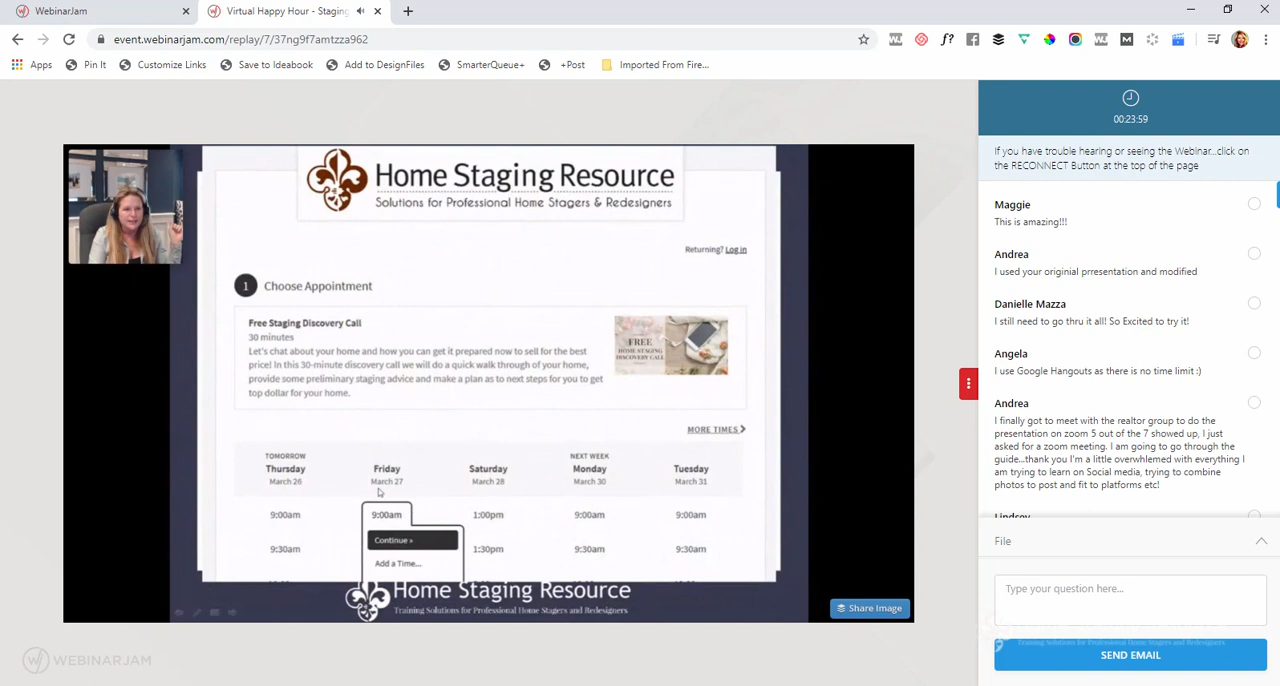 WebinarJam
Virtual Happy Hour - Staging
event.webinarjam.com/replay/7/37ng9f7amtzza962
Apps
Pin It
Customize Links
Save to Ideabook
Add to DesignFiles
SmarterQueue+
+Post
Imported From Fire...
Home Staging Resource
Solutions for Professional Home Stagers & Redesigners
Returning? Log in
1 Choose Appointment
Free Staging Discovery Call
30 minutes
Let's chat about your home and how you can get it prepared now to sell for the best
price! In this 30-minute discovery call we will do a quick walk through of your home,
provide some preliminary staging advice and make a plan as to next steps for you to get
top dollar for your home.
FREE
HOME STAGING
DISCOVERY CALL
MORE TIMES
TOMORROW
NEXT WEEK
Thursday Friday Saturday Monday Tuesday
March 26 March 27 March 28 March 30 March 31
9:00am 9:00am 1:00pm 9:00am 9:00am
Continue »
9:30am 1:30pm 9:30am 9:30am
Add a Time...
Home Staging Resource
Training Solutions for Professional Home Stagers and Redesigners
Share Image
WEBINARJAM
00:23:59
If you have trouble hearing or seeing the Webinar...click on
the RECONNECT Button at the top of the page
Maggie
This is amazing!!!
Andrea
I used your originial prresentation and modified
Danielle Mazza
I still need to go thru it all! So Excited to try it!
Angela
I use Google Hangouts as there is no time limit :)
Andrea
I finally got to meet with the realtor group to do the
presentation on zoom 5 out of the 7 showed up, I just
asked for a zoom meeting. I am going to go through the
guide...thank you I'm a little overwhlemed with everything I
am trying to learn on Social media, trying to combine
photos to post and fit to platforms etc!
Lindsey
File
Type your question here...
Training Solutions for Professional Home Stagers and Redesigners
SEND EMAIL